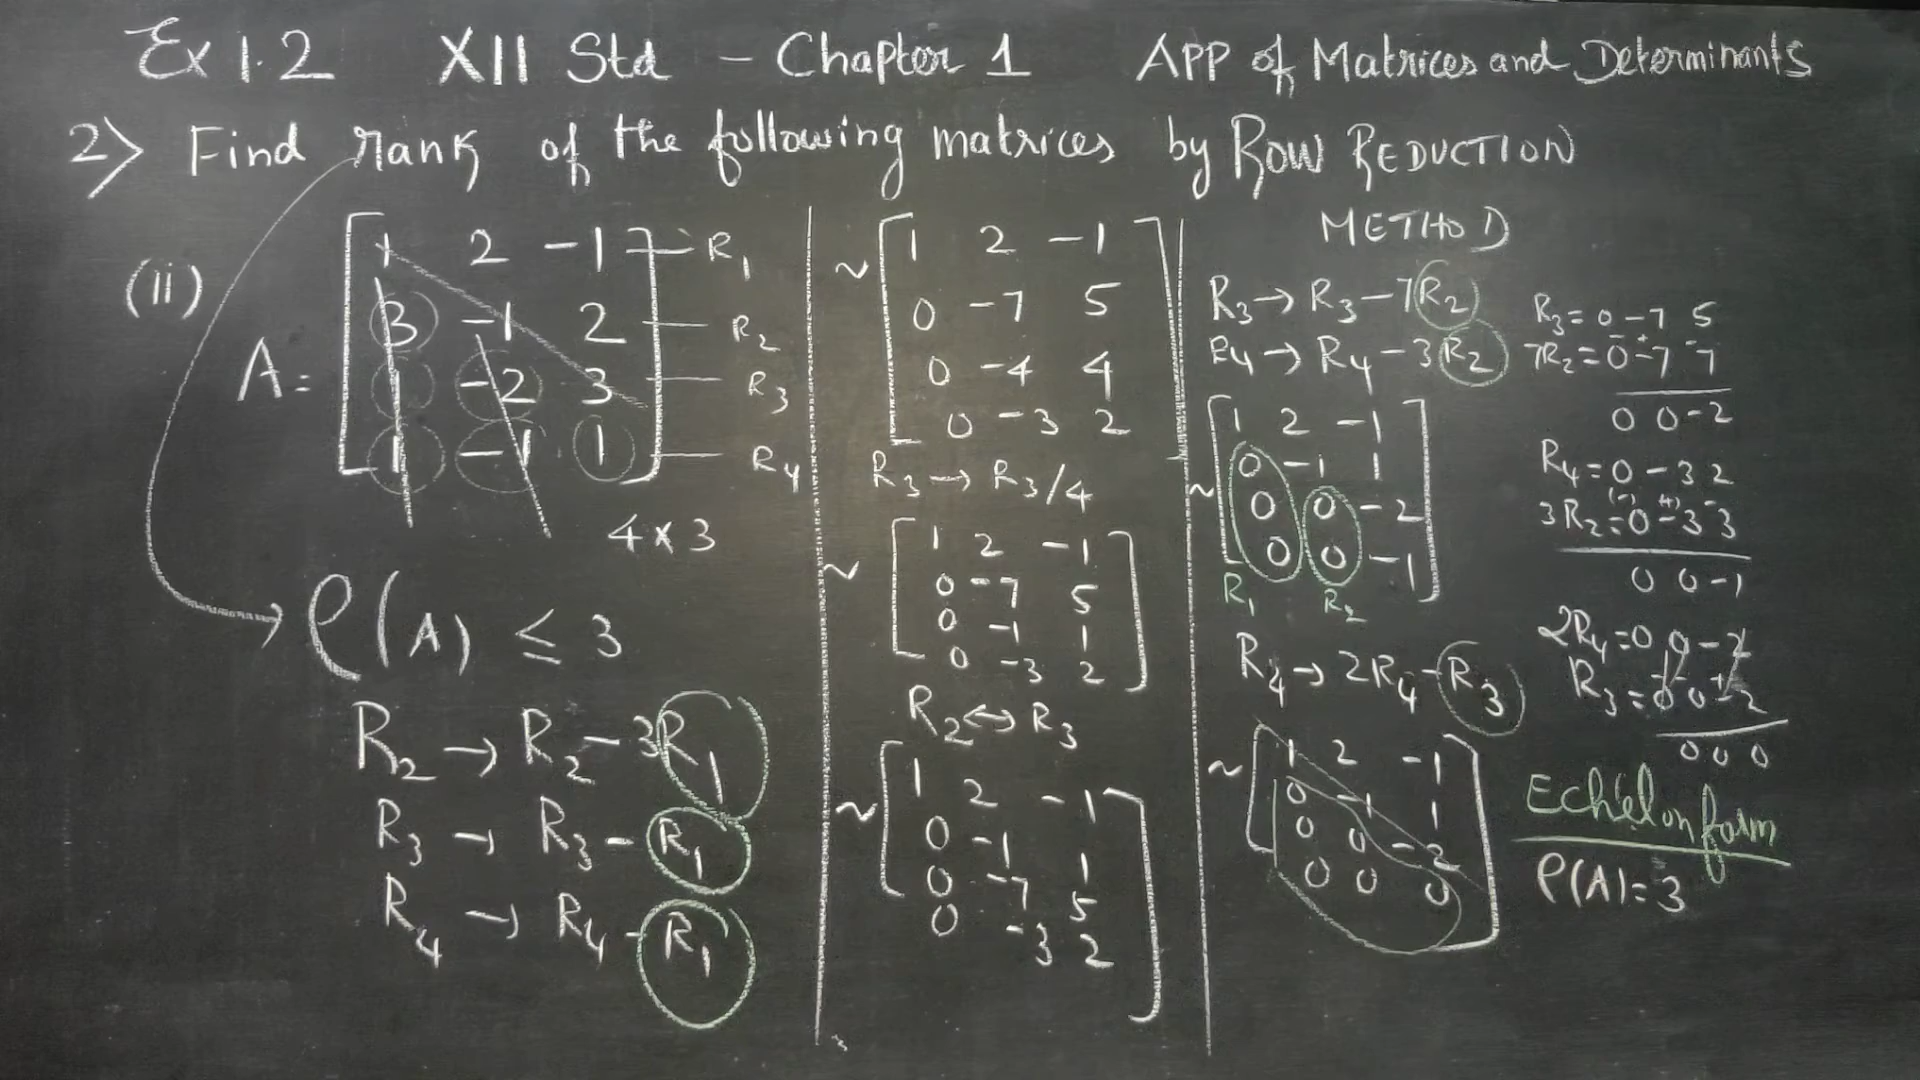 Ex 1.2 XII Std - Chapter 1 APP of Matrices and Determinants
2) Find rank of the following matrices by ROW REDUCTION
METHOD
(ii)
A =
1 2 -1 R1
3 -1 2 R2
1 -2 3 R3
1 -1 1 R4
4 × 3
ρ(A) ≤ 3
R2 → R2 - 3R1
R3 → R3 - R1
R4 → R4 - R1
~ 1 2 -1
0 -7 5
0 -4 4
0 -3 2
R3 → R3/4
~ 1 2 -1
0 -7 5
0 -1 1
0 -3 2
R2 ↔ R3
~ 1 2 -1
0 -1 1
0 -7 5
0 -3 2
R3 → R3 - 7R2
R4 → R4 - 3R2
~ 1 2 -1
0 -1 1
0 0 -2
0 0 -1
R1 R2
R4 → 2R4 - R3
~ 1 2 -1
0 -1 1
0 0 -2
0 0 0
R3 = 0 -7 5
7R2 = 0 -7 7
0 0 -2
R4 = 0 -3 2
3R2 = 0 -3 3
0 0 -1
2R4 = 0 0 -2
R3 = 0 0 -2
0 0 0
Echelon form
ρ(A) = 3